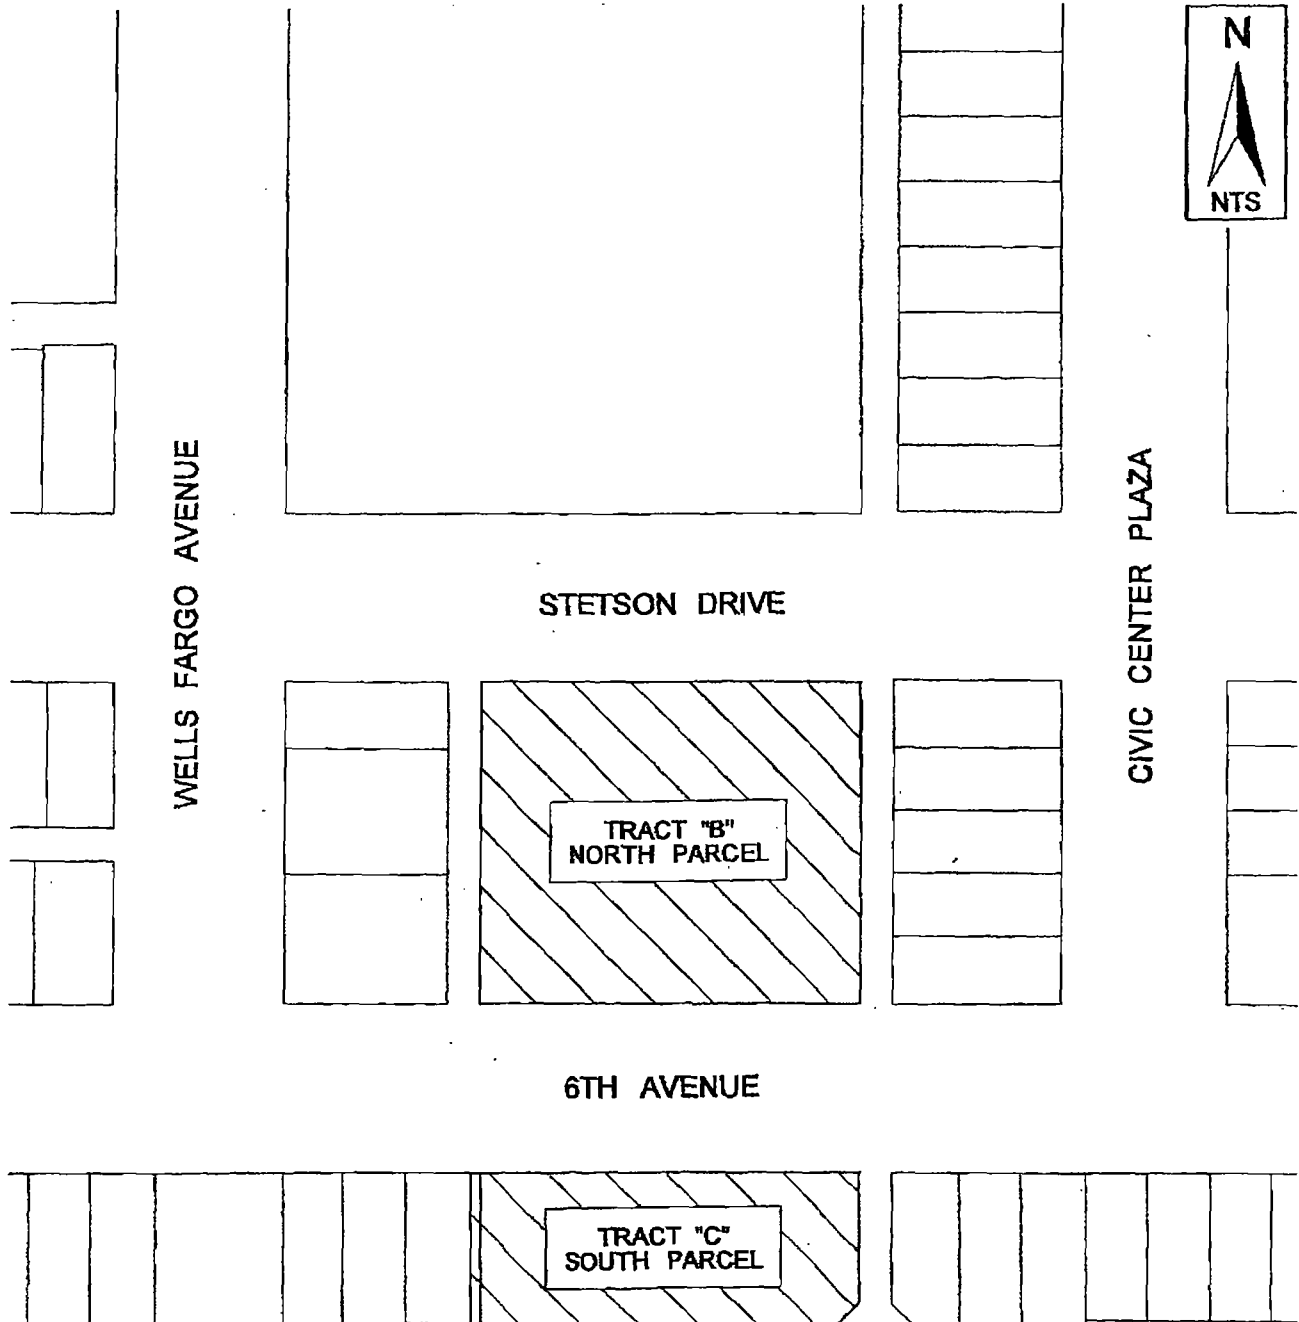 N
NTS
WELLS FARGO AVENUE
CIVIC CENTER PLAZA
STETSON DRIVE
TRACT "B"
NORTH PARCEL
6TH AVENUE
TRACT "C"
SOUTH PARCEL